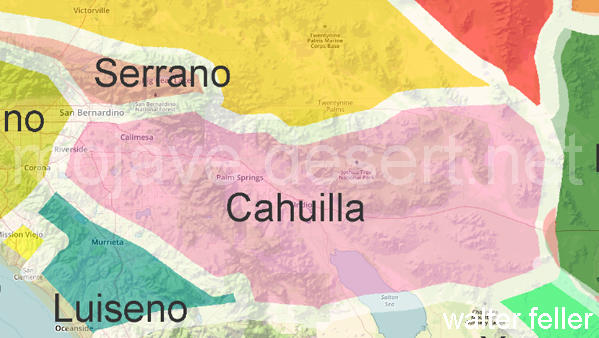 Victorville
Twentynine
Palms Marine
Corps Base
Serrano
San Bernardino
National Forest
San Bernardino
Twentynine
Palms
no
Calimesa
Riverside
mojavedesert.net
Corona
Palm Springs
Joshua Tree
National Park
Cahuilla
Indio
Mission Viejo
Murrieta
San
Clemente
Luiseno
Salton
Sea
Oceanside
walter feller